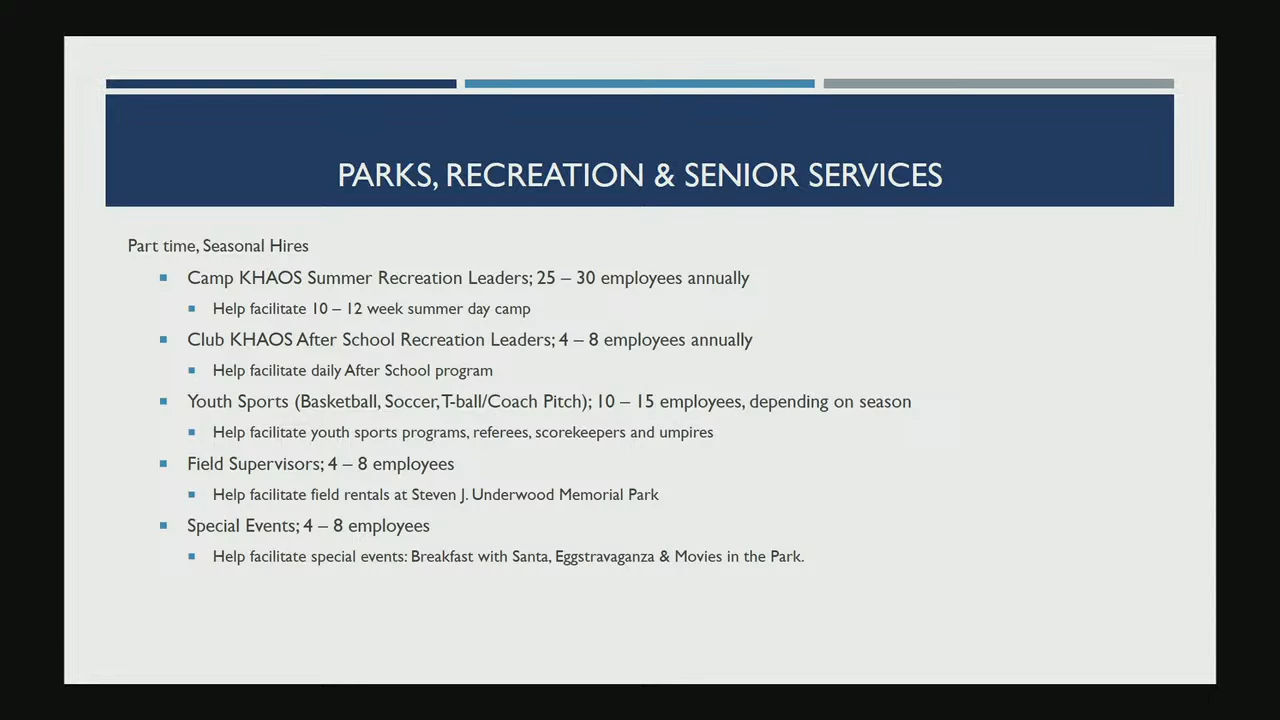 PARKS, RECREATION & SENIOR SERVICES
Part time, Seasonal Hires
Camp KHAOS Summer Recreation Leaders; 25 – 30 employees annually
Help facilitate 10 – 12 week summer day camp
Club KHAOS After School Recreation Leaders; 4 – 8 employees annually
Help facilitate daily After School program
Youth Sports (Basketball, Soccer, T-ball/Coach Pitch); 10 – 15 employees, depending on season
Help facilitate youth sports programs, referees, scorekeepers and umpires
Field Supervisors; 4 – 8 employees
Help facilitate field rentals at Steven J. Underwood Memorial Park
Special Events; 4 – 8 employees
Help facilitate special events: Breakfast with Santa, Eggstravaganza & Movies in the Park.